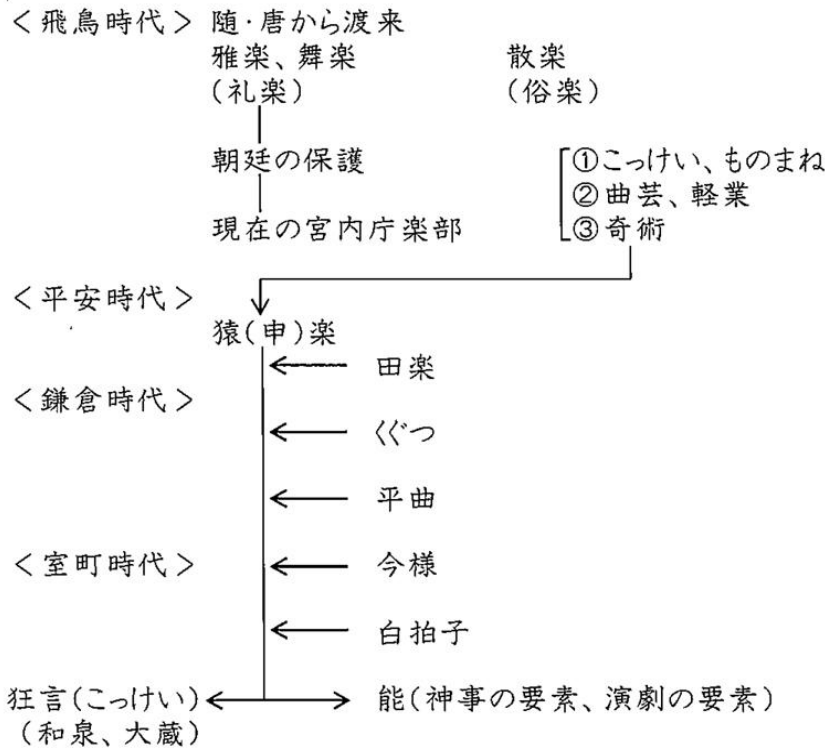 ＜飛鳥時代＞ 随・唐から渡来
雅楽、舞楽 散楽
(礼楽) (俗楽)
朝廷の保護 ①こっけい、ものまね
②曲芸、軽業
現在の宮内庁楽部 ③奇術
＜平安時代＞
猿(申)楽
田楽
＜鎌倉時代＞
くぐつ
平曲
＜室町時代＞ 今様
白拍子
狂言(こっけい) 能(神事の要素、演劇の要素)
(和泉、大蔵)